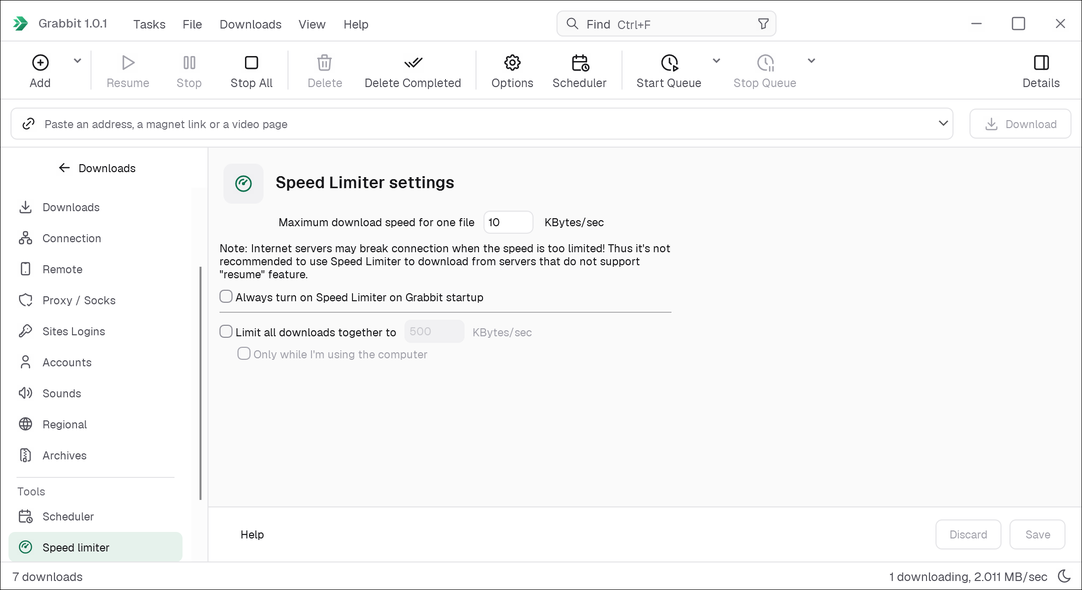 Grabbit 1.0.1 Tasks File Downloads View Help Find Ctrl+F
Add Resume Stop Stop All Delete Delete Completed Options Scheduler Start Queue Stop Queue Details
Paste an address, a magnet link or a video page Download
Downloads
Downloads
Connection
Remote
Proxy / Socks
Sites Logins
Accounts
Sounds
Regional
Archives
Tools
Scheduler
Speed limiter
Speed Limiter settings
Maximum download speed for one file 10 KBytes/sec
Note: Internet servers may break connection when the speed is too limited! Thus it's not
recommended to use Speed Limiter to download from servers that do not support
"resume" feature.
Always turn on Speed Limiter on Grabbit startup
Limit all downloads together to 500 KBytes/sec
Only while I'm using the computer
Help Discard Save
7 downloads 1 downloading, 2.011 MB/sec